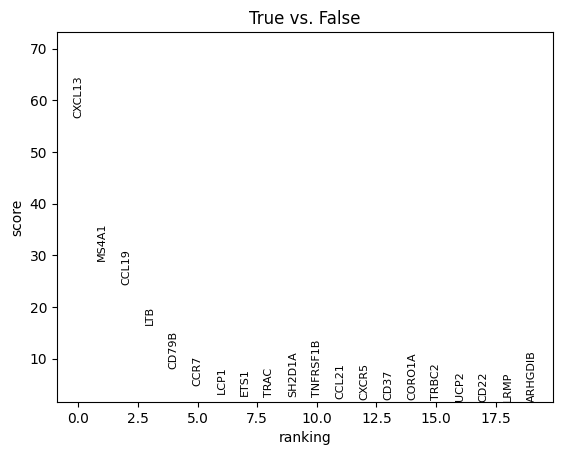 True vs. False
70
60
50
40
30
20
10
score
CXCL13
MS4A1
CCL19
LTB
CD79B
CCR7
LCP1
ETS1
TRAC
SH2D1A
TNFRSF1B
CCL21
CXCR5
CD37
CORO1A
TRBC2
UCP2
CD22
LRMP
ARHGDIB
0.0 2.5 5.0 7.5 10.0 12.5 15.0 17.5
ranking